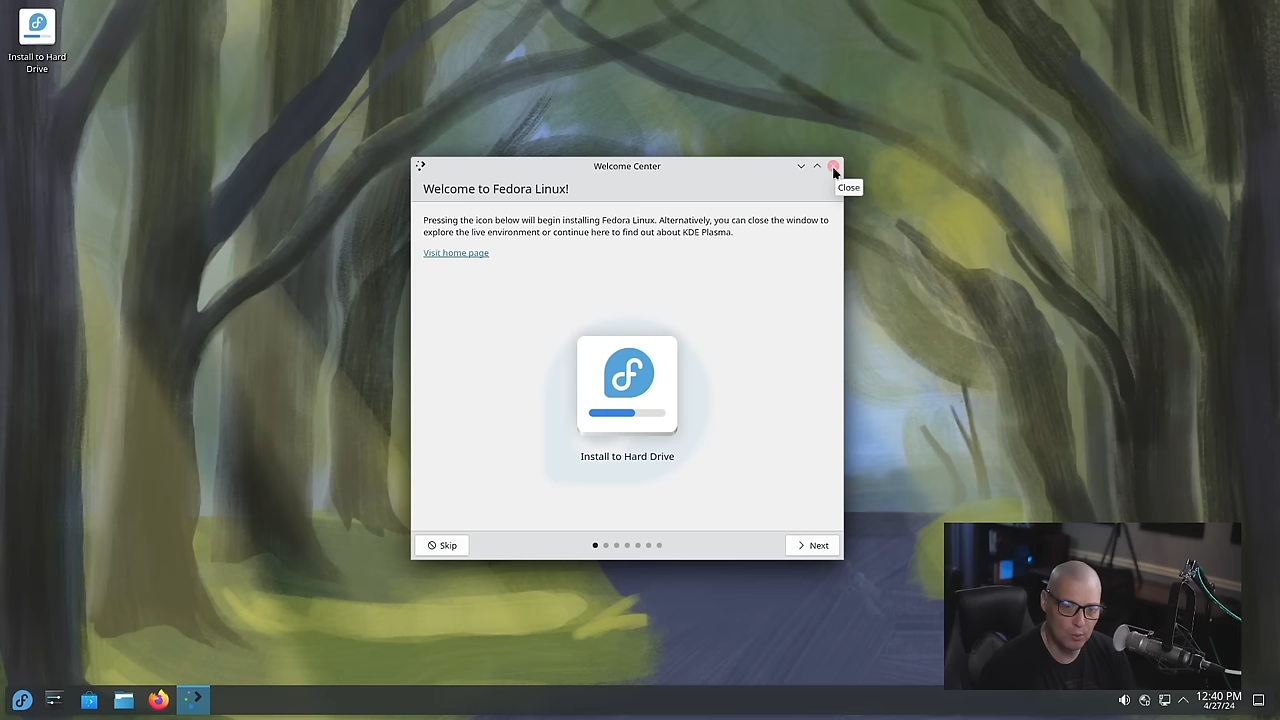 Install to Hard
Drive
Welcome Center
Close
Welcome to Fedora Linux!
Pressing the icon below will begin installing Fedora Linux. Alternatively, you can close the window to
explore the live environment or continue here to find out about KDE Plasma.
Visit home page
Install to Hard Drive
Skip
Next
12:40 PM
4/27/24